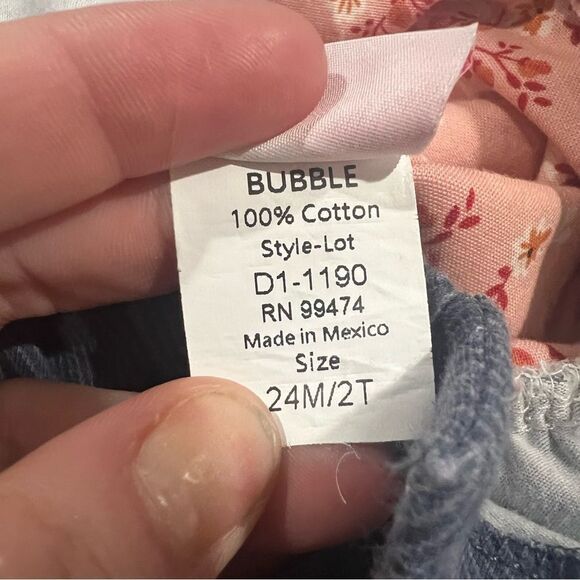 BUBBLE
100% Cotton
Style-Lot
D1-1190
RN 99474
Made in Mexico
Size
24M/2T